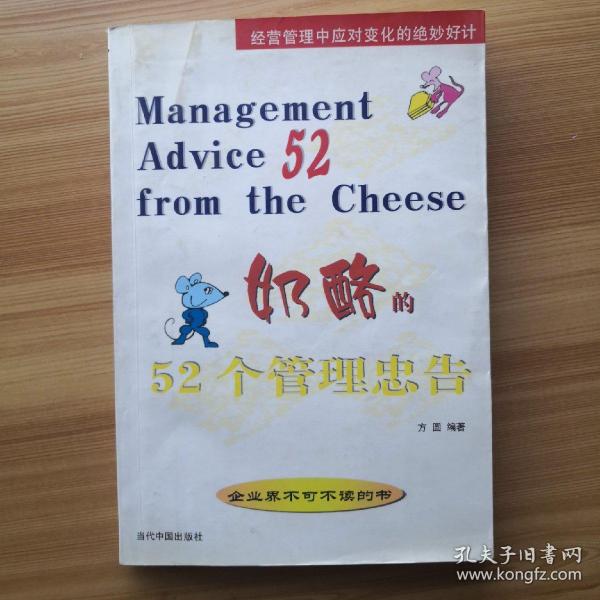 经营管理中应对变化的绝妙好计
Management
Advice 52
from the Cheese
奶酪的
52个管理忠告
方圆 编著
企业界不可不读的书
当代中国出版社
孔夫子旧书网
www.kongfz.com